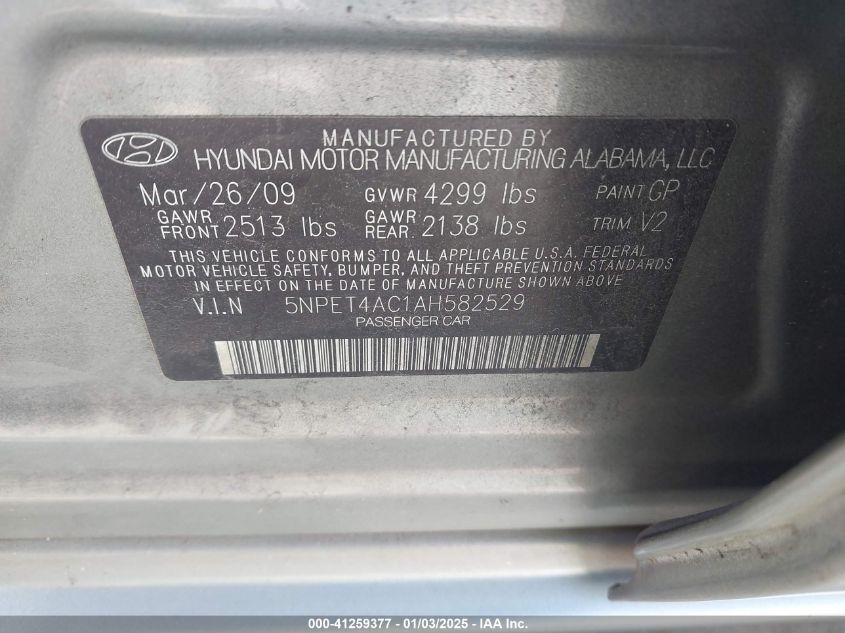 MANUFACTURED BY
HYUNDAI MOTOR MANUFACTURING ALABAMA, LLC
Mar/26/09 GVWR 4299 lbs PAINT GP
GAWR FRONT 2513 lbs GAWR REAR. 2138 lbs TRIM V2
THIS VEHICLE CONFORMS TO ALL APPLICABLE U.S.A. FEDERAL
MOTOR VEHICLE SAFETY, BUMPER, AND THEFT PREVENTION STANDARDS
IN EFFECT ON THE DATE OF MANUFACTURE SHOWN ABOVE
V.I.N 5NPET4AC1AH582529
PASSENGER CAR
000-41259377 — 01/03/2025 — IAA Inc.